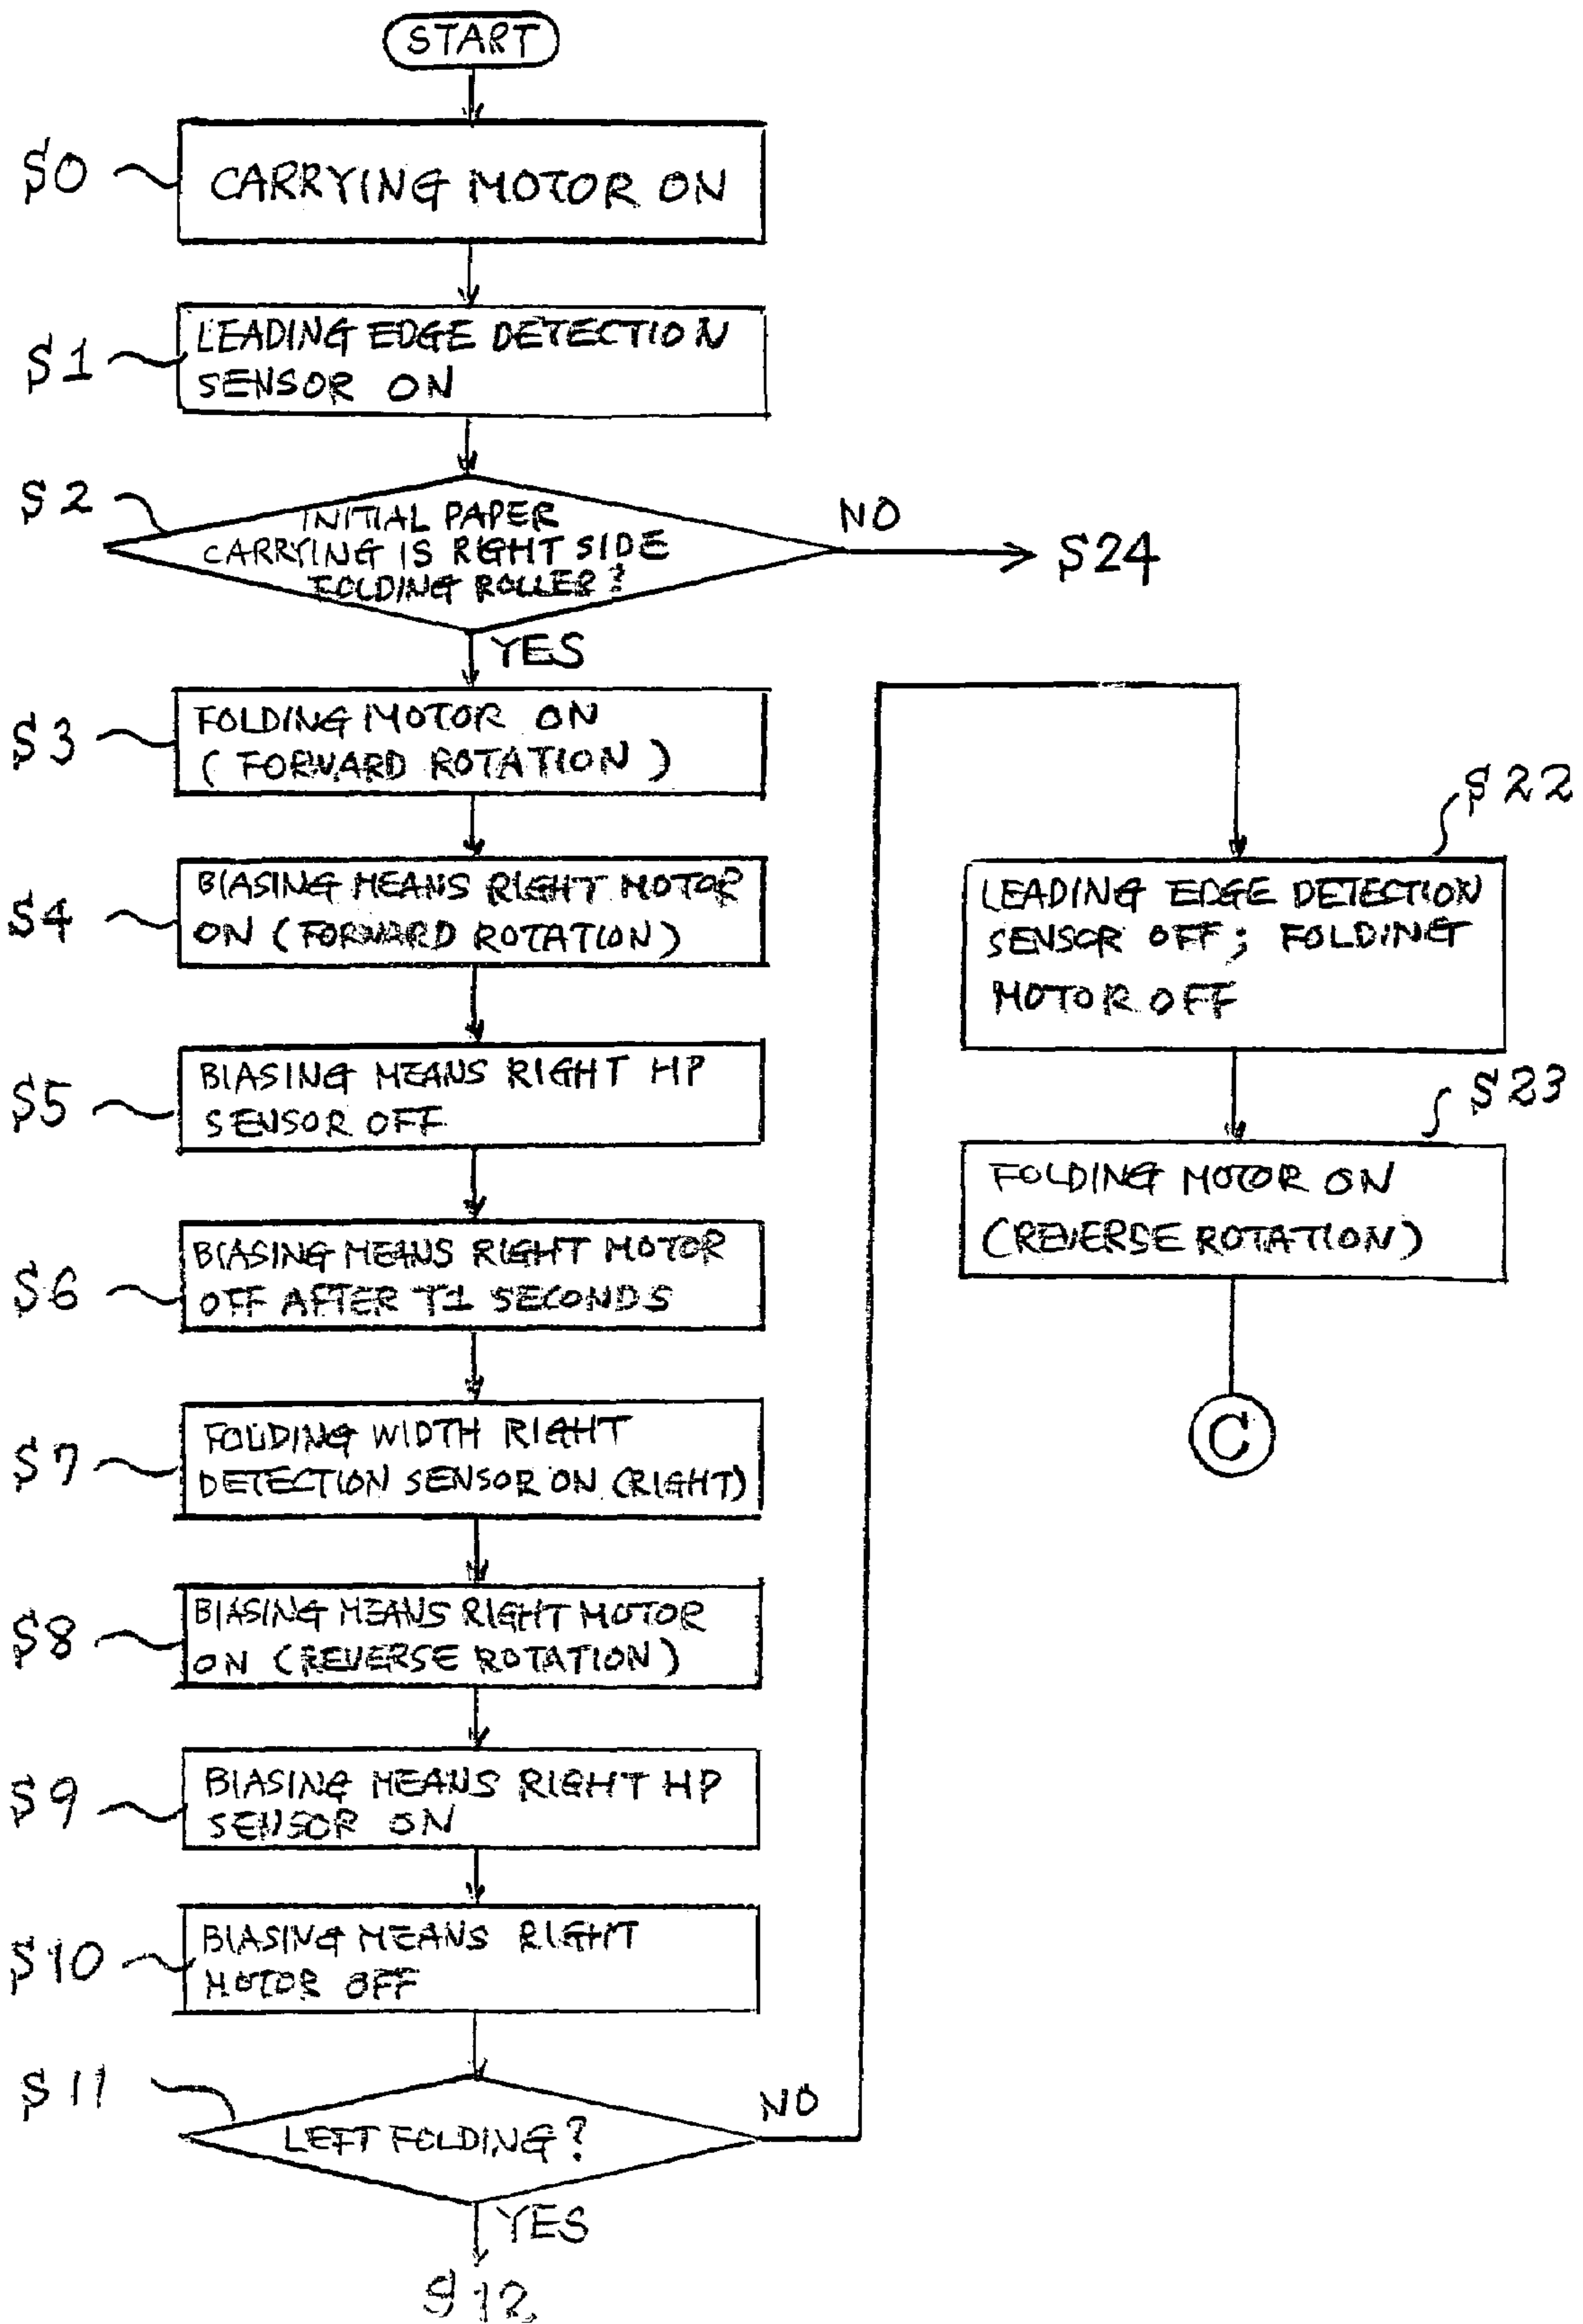 START
S0
CARRYING MOTOR ON
S1
LEADING EDGE DETECTION
SENSOR ON
S2
INITIAL PAPER
CARRYING IS RIGHT SIDE
FOLDING ROLLER?
NO
S24
YES
S3
FOLDING MOTOR ON
(FORWARD ROTATION)
S4
BIASING MEANS RIGHT MOTOR
ON (FORWARD ROTATION)
S5
BIASING MEANS RIGHT HP
SENSOR OFF
S6
BIASING MEANS RIGHT MOTOR
OFF AFTER T1 SECONDS
S7
FOLDING WIDTH RIGHT
DETECTION SENSOR ON (RIGHT)
S8
BIASING MEANS RIGHT MOTOR
ON (REVERSE ROTATION)
S9
BIASING MEANS RIGHT HP
SENSOR ON
S10
BIASING MEANS RIGHT
MOTOR OFF
S11
LEFT FOLDING?
NO
YES
S12
S22
LEADING EDGE DETECTION
SENSOR OFF; FOLDING
MOTOR OFF
S23
FOLDING MOTOR ON
(REVERSE ROTATION)
C